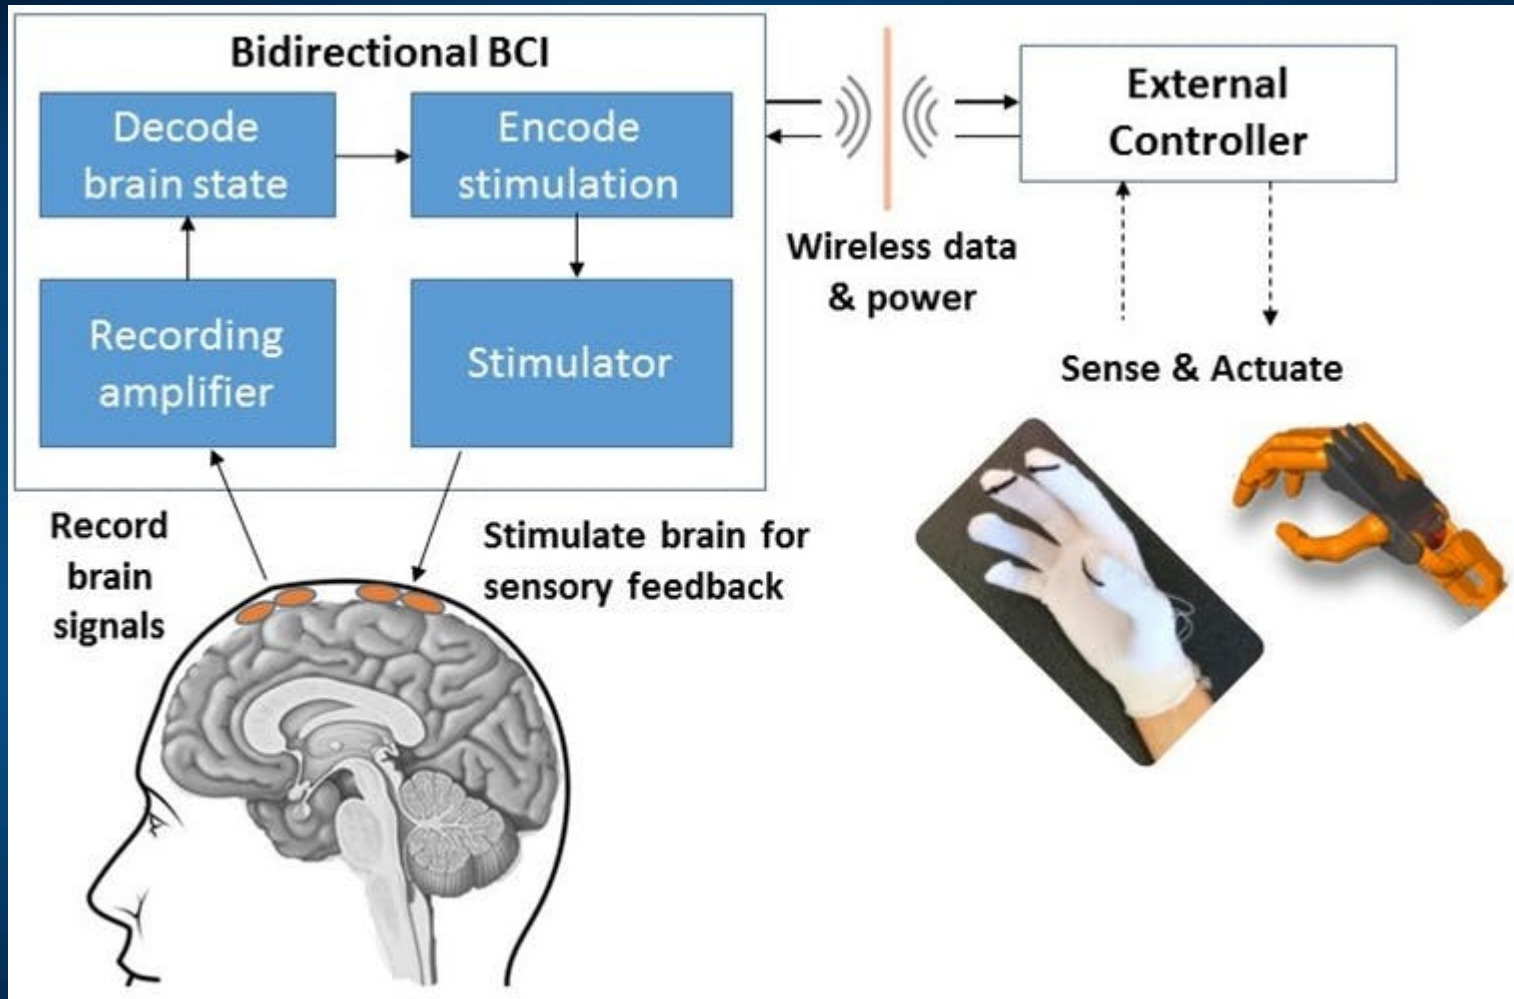 Bidirectional BCI
Decode
brain state
Encode
stimulation
Recording
amplifier
Stimulator
External
Controller
Wireless data
& power
Sense & Actuate
Record
brain
signals
Stimulate brain for
sensory feedback